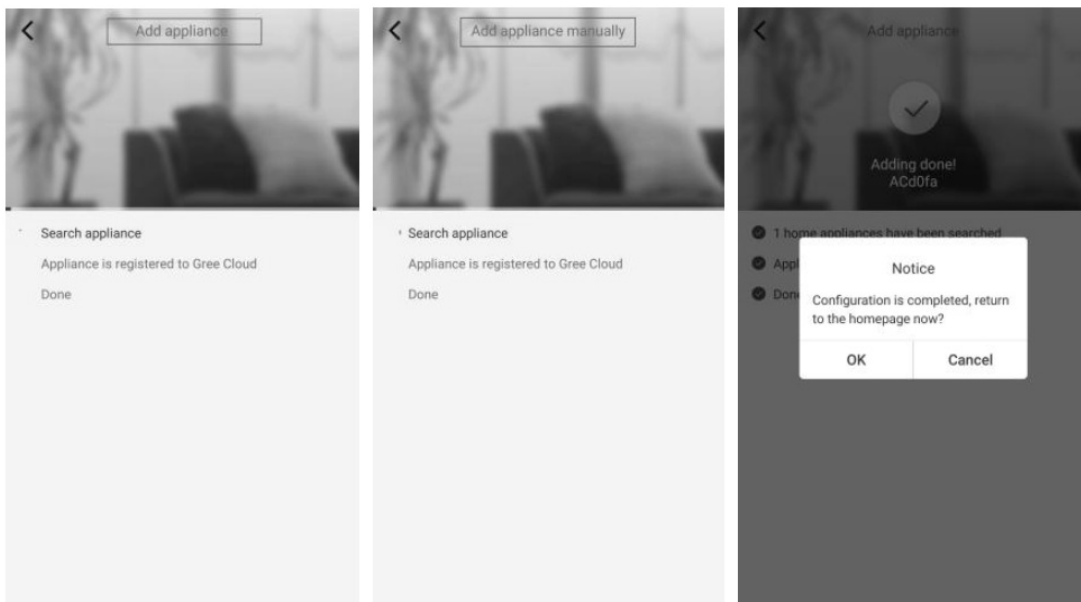 Add appliance
Search appliance
Appliance is registered to Gree Cloud
Done
Add appliance manually
Search appliance
Appliance is registered to Gree Cloud
Done
Add appliance
Adding done!
ACd0fa
1 home appliances have been searched
Appl
Done
Notice
Configuration is completed, return
to the homepage now?
OK
Cancel